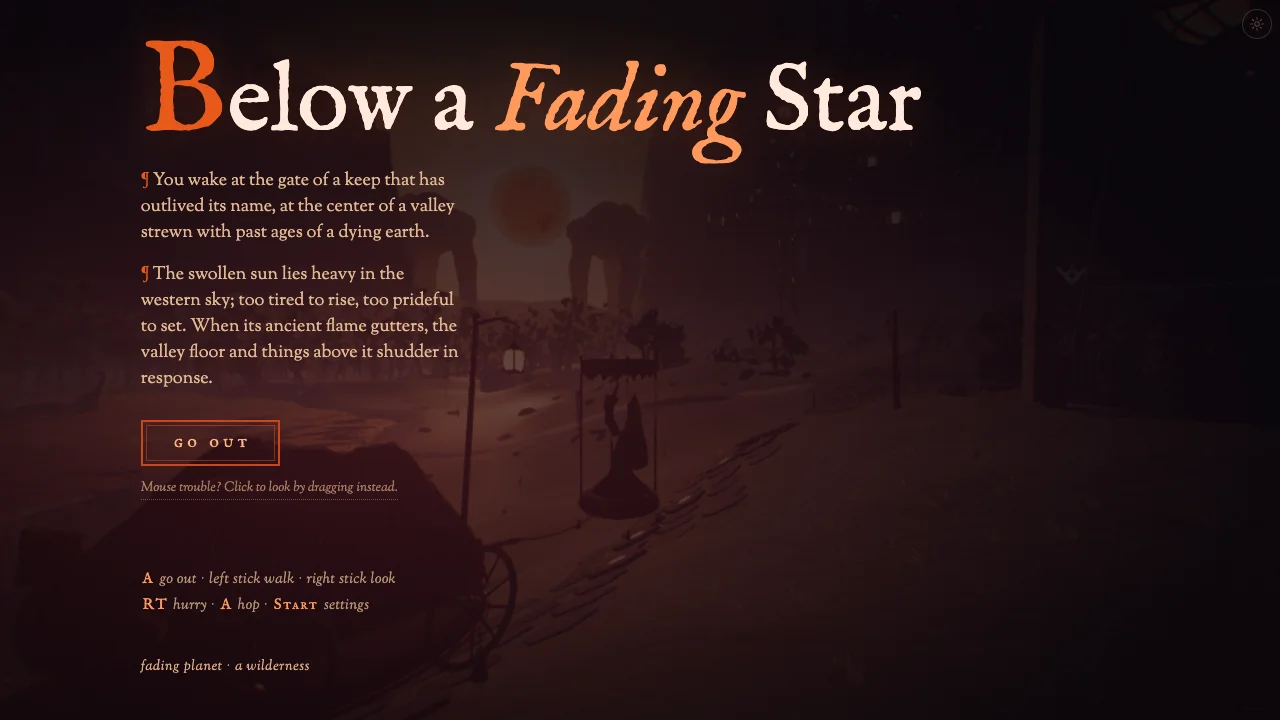 Below a Fading Star
¶ You wake at the gate of a keep that has
outlived its name, at the center of a valley
strewn with past ages of a dying earth.
¶ The swollen sun lies heavy in the
western sky; too tired to rise, too prideful
to set. When its ancient flame gutters, the
valley floor and things above it shudder in
response.
GO OUT
Mouse trouble? Click to look by dragging instead.
A go out · left stick walk · right stick look
RT hurry · A hop · Start settings
fading planet · a wilderness